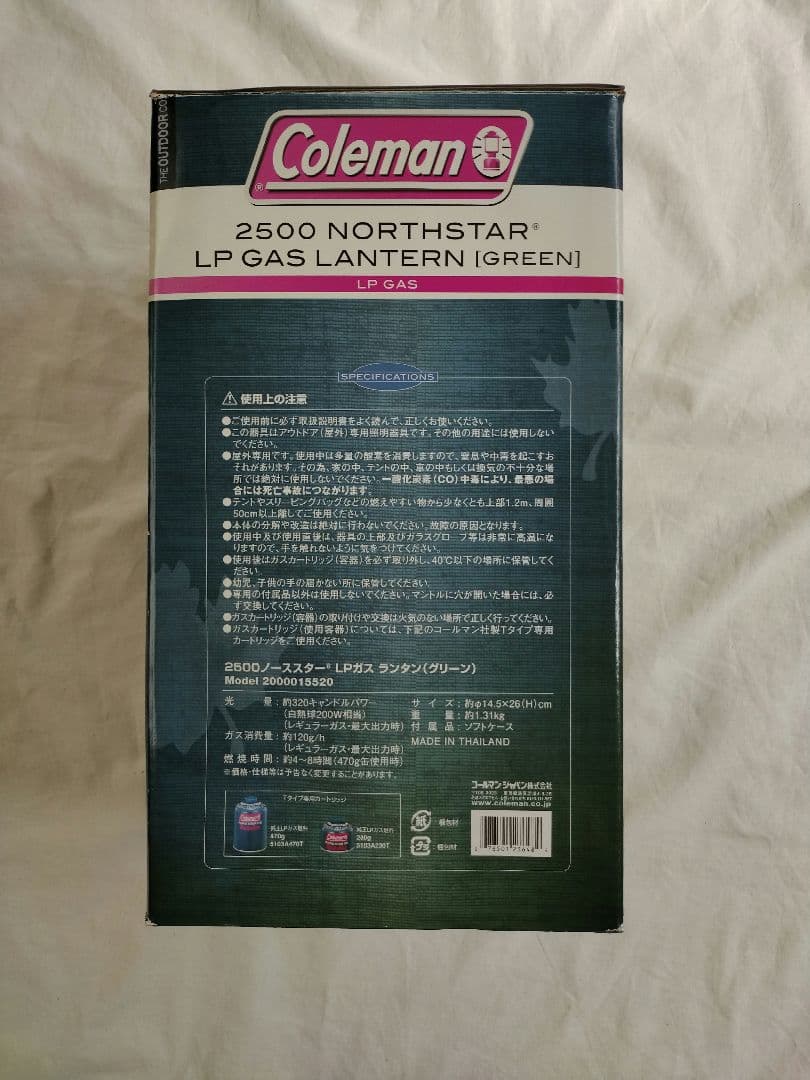 THE OUTDOOR CO
Coleman
®
2500 NORTHSTAR®
LP GAS LANTERN [GREEN]
LP GAS
SPECIFICATIONS
⚠ 使用上の注意
●ご使用前に必ず取扱説明書をよく読んで、正しくお使いください。
●この器具はアウトドア(屋外)専用照明器具です。その他の用途には使用しない
でください。
●屋外専用です。使用中は多量の酸素を消費しますので、窒息や中毒を起こすお
それがあります。その為、家の中、テントの中、車の中もしくは換気の不十分な場
所では絶対に使用しないでください。一酸化炭素(CO)中毒により、最悪の場
合には死亡事故につながります。
●テントやスリーピングバッグなどの燃えやすい物から少なくとも上部1.2m、周囲
50cm以上離してご使用ください。
●本体の分解や改造は絶対に行わないでください。故障の原因となります。
●使用中及び使用直後は、器具の上部及びガラスグローブ等は非常に高温にな
りますので、手を触れないように気をつけてください。
●使用後はガスカートリッジ(容器)を必ず取り外し、40℃以下の場所に保管してく
ださい。
●幼児、子供の手の届かない所に保管してください。
●専用の付属品以外は使用しないでください。マントルに穴が開いた場合には、必
ず交換してください。
●ガスカートリッジ(容器)の取り付けや交換は火気のない場所で正しく行ってください。
●ガスカートリッジ(使用容器)については、下記のコールマン社製Tタイプ専用
カートリッジをご使用ください。
2500ノーススター® LPガス ランタン(グリーン)
Model 2000015520
光 量:約320キャンドルパワー
(白熱球200W相当)
(レギュラーガス・最大出力時)
ガス消費量:約120g/h
(レギュラーガス・最大出力時)
燃焼時間:約4～8時間(470g缶使用時)
※価格・仕様等は予告なく変更することがあります。
サイズ:約φ14.5×26(H)cm
重 量:約1.31kg
付属品:ソフトケース
MADE IN THAILAND
Tタイプ専用カートリッジ
純正LPガス燃料
470g
5103A470T
Coleman
純正LPガス燃料
230g
5103A230T
コールマン ジャパン株式会社
www.coleman.co.jp
紙
:個包材
プラ
:包材